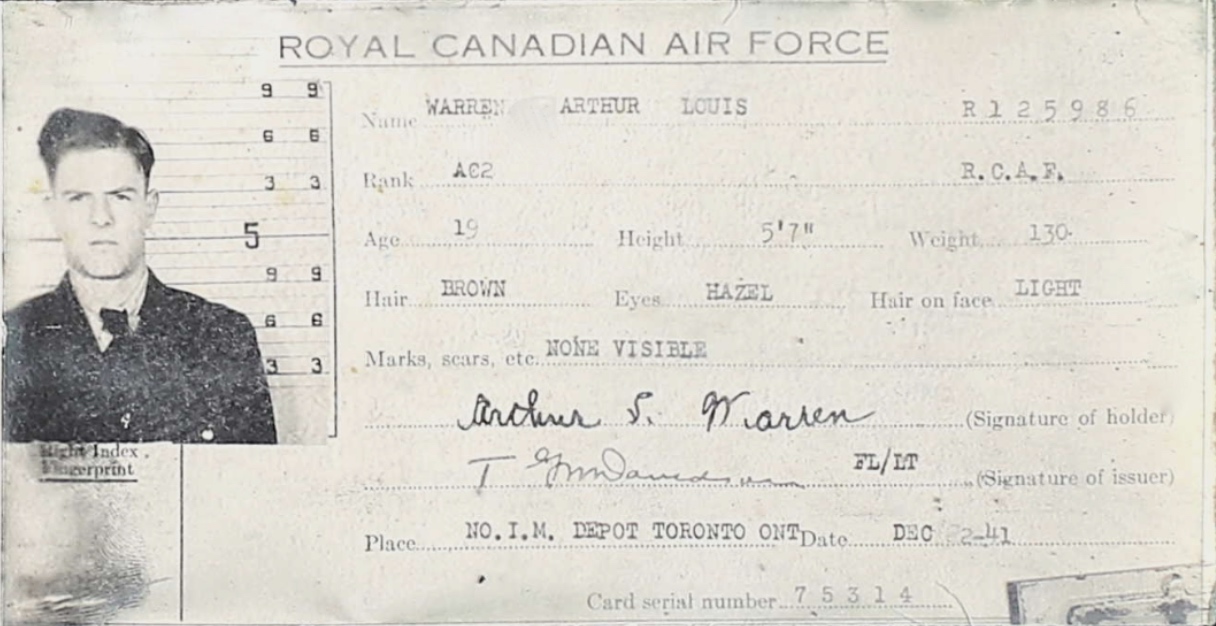 ROYAL CANADIAN AIR FORCE
9 9
6 6
3 3
5
9 9
6 6
3 3
Name WARREN ARTHUR LOUIS R125986
Rank AC2 R.C.A.F.
Age 19 Height 5'7" Weight 130
Hair BROWN Eyes HAZEL Hair on face LIGHT
Marks, scars, etc. NONE VISIBLE
Arthur L. Warren (Signature of holder)
FL/LT (Signature of issuer)
Right Index
Fingerprint
Place NO.I.M. DEPOT TORONTO ONT Date DEC 2-41
Card serial number 75314